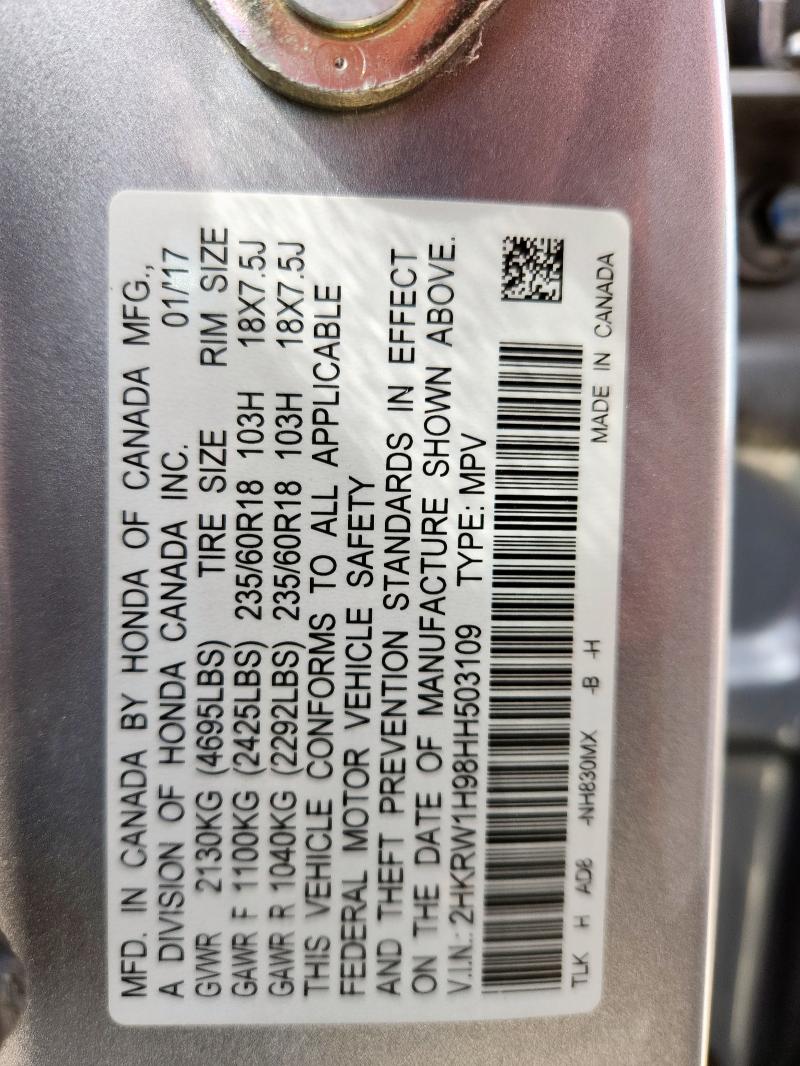 MFD. IN CANADA BY HONDA OF CANADA MFG.,
A DIVISION OF HONDA CANADA INC. 01/'17
GVWR 2130KG (4695LBS) TIRE SIZE RIM SIZE
GAWR F 1100KG (2425LBS) 235/60R18 103H 18X7.5J
GAWR R 1040KG (2292LBS) 235/60R18 103H 18X7.5J
THIS VEHICLE CONFORMS TO ALL APPLICABLE
FEDERAL MOTOR VEHICLE SAFETY
AND THEFT PREVENTION STANDARDS IN EFFECT
ON THE DATE OF MANUFACTURE SHOWN ABOVE.
V.I.N.: 2HKRW1H98HH503109 TYPE: MPV
TLK H AD8 -NH830MX -B -H MADE IN CANADA